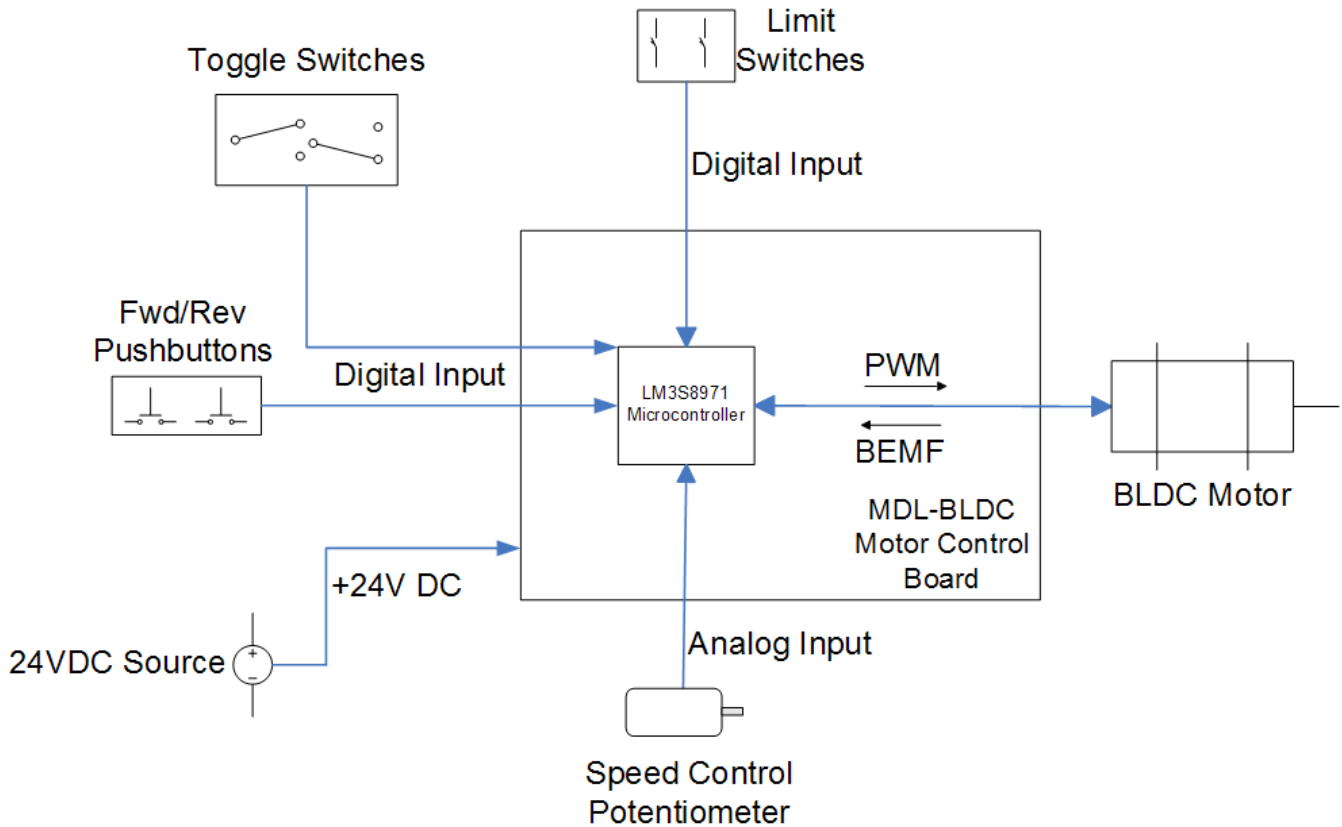 Limit
Switches
Toggle Switches
Digital Input
Fwd/Rev
Pushbuttons
Digital Input
LM3S8971
Microcontroller
PWM
BEMF
BLDC Motor
MDL-BLDC
Motor Control
Board
+24V DC
24VDC Source
+
−
Analog Input
Speed Control
Potentiometer